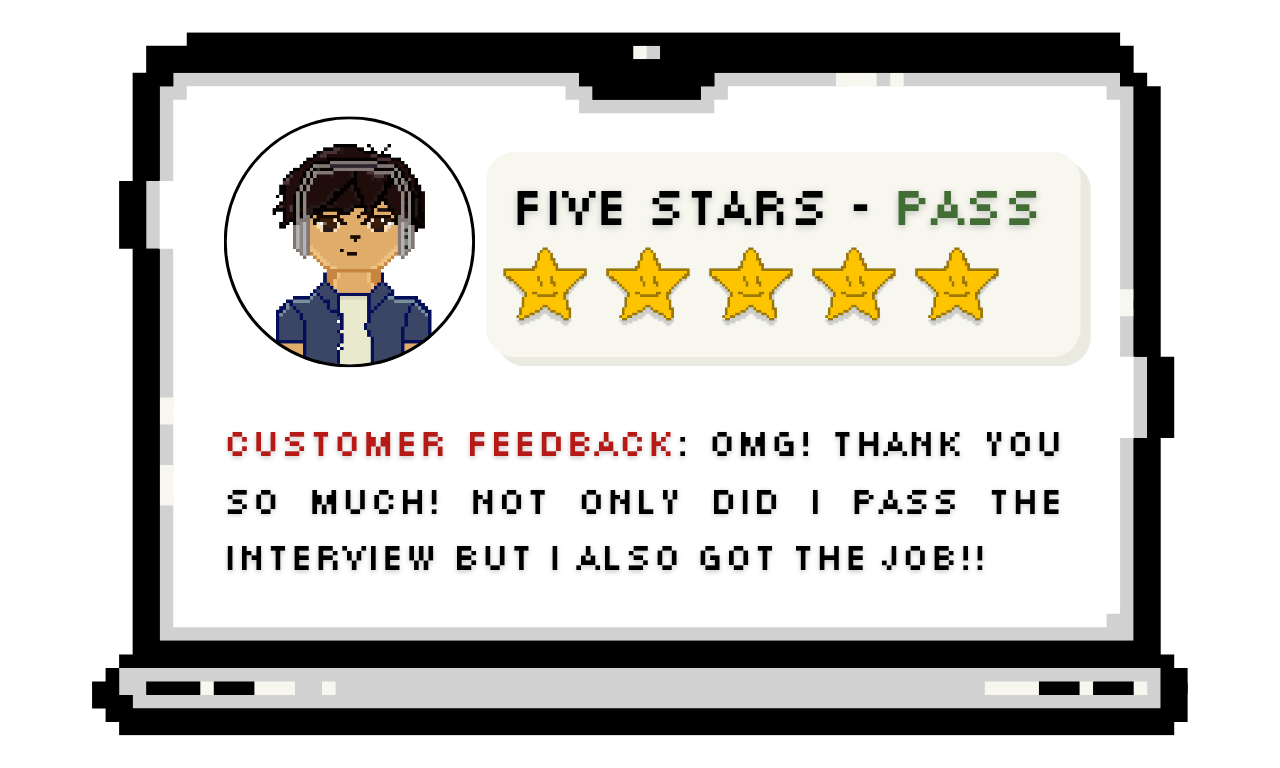 FIVE STARS - PASS
CUSTOMER FEEDBACK: OMG! THANK YOU
SO MUCH! NOT ONLY DID I PASS THE
INTERVIEW BUT I ALSO GOT THE JOB!!